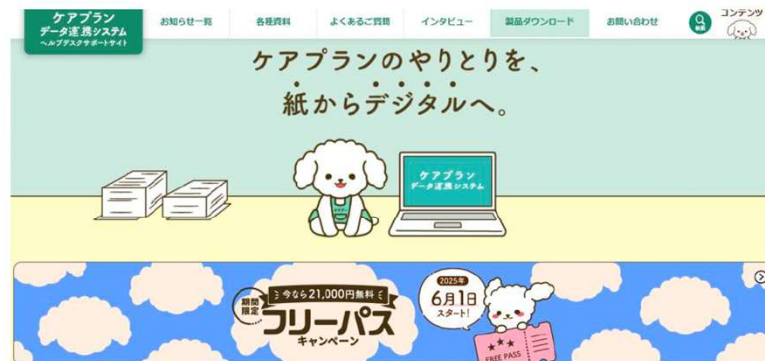 ケアプラン
データ連携システム
ヘルプデスクサポートサイト
お知らせ一覧
各種資料
よくあるご質問
インタビュー
製品ダウンロード
お問い合わせ
検索
コンテンツ
ケアプランのやりとりを、
紙からデジタルへ。
ケアプラン
データ連携システム
期間
限定
今なら21,000円無料
フリーパス
キャンペーン
2025年
6月1日
スタート!
FREE PASS